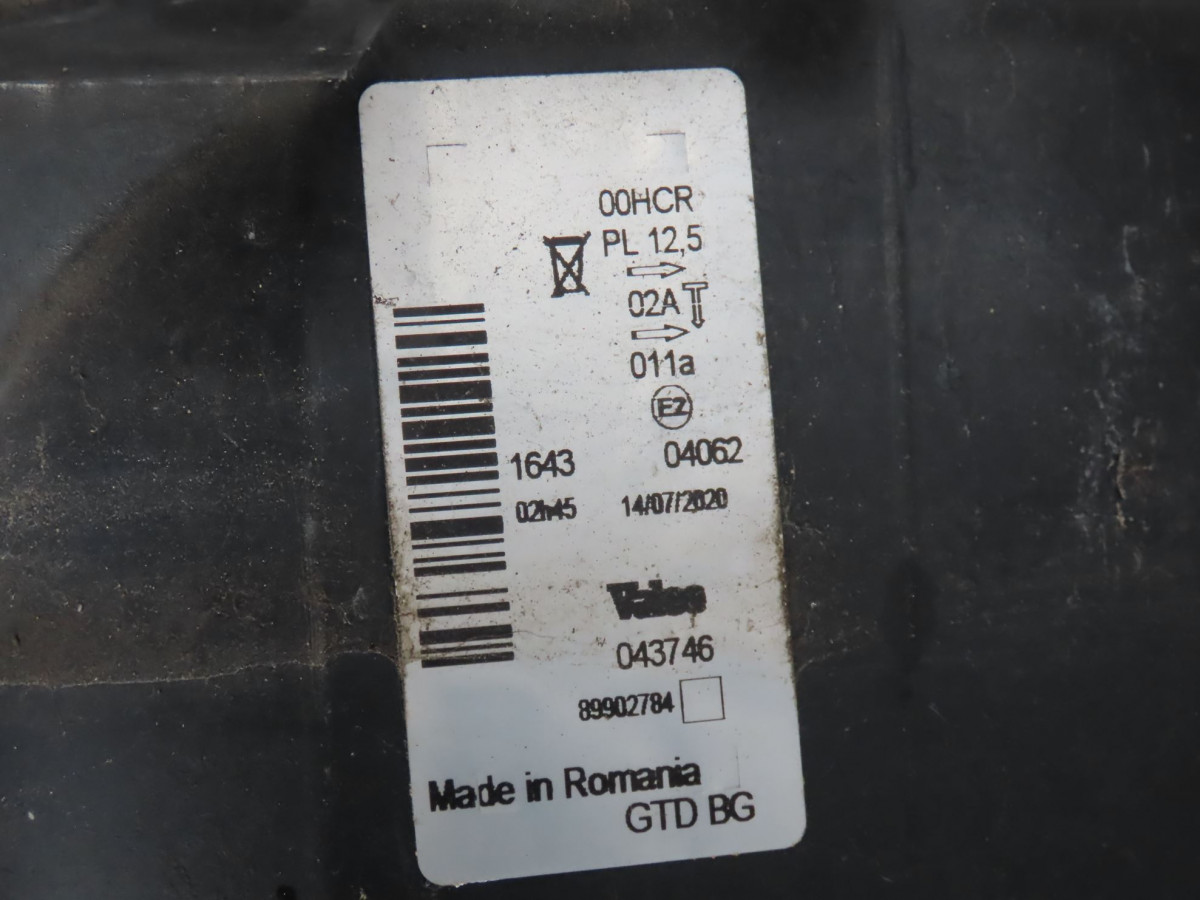 00HCR
PL 12,5
02A
011a
E2
1643 04062
02h45 14/07/2020
Valeo
043746
89902784
Made in Romania
GTD BG